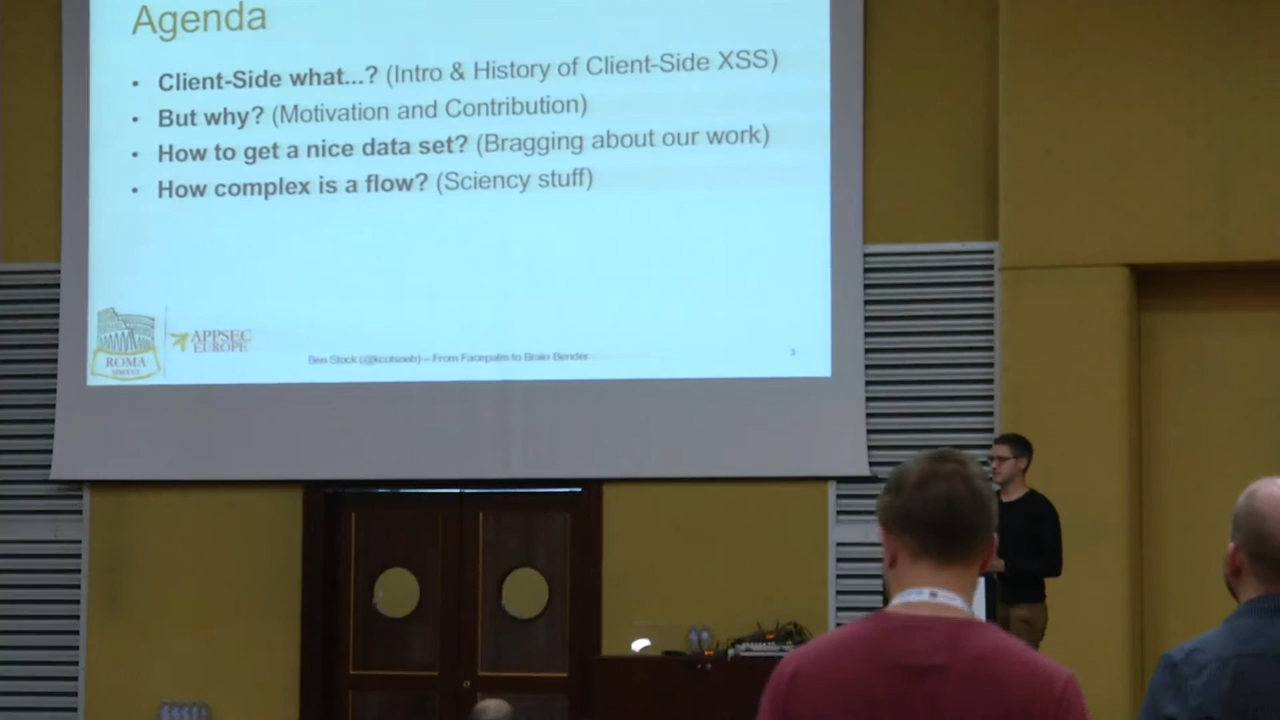 Agenda
• Client-Side what...? (Intro & History of Client-Side XSS)
• But why? (Motivation and Contribution)
• How to get a nice data set? (Bragging about our work)
• How complex is a flow? (Sciency stuff)
ROMA
APPSEC
EUROPE
Ben Stock (@kcotsneb) – From Facepalm to Brain Bender
3